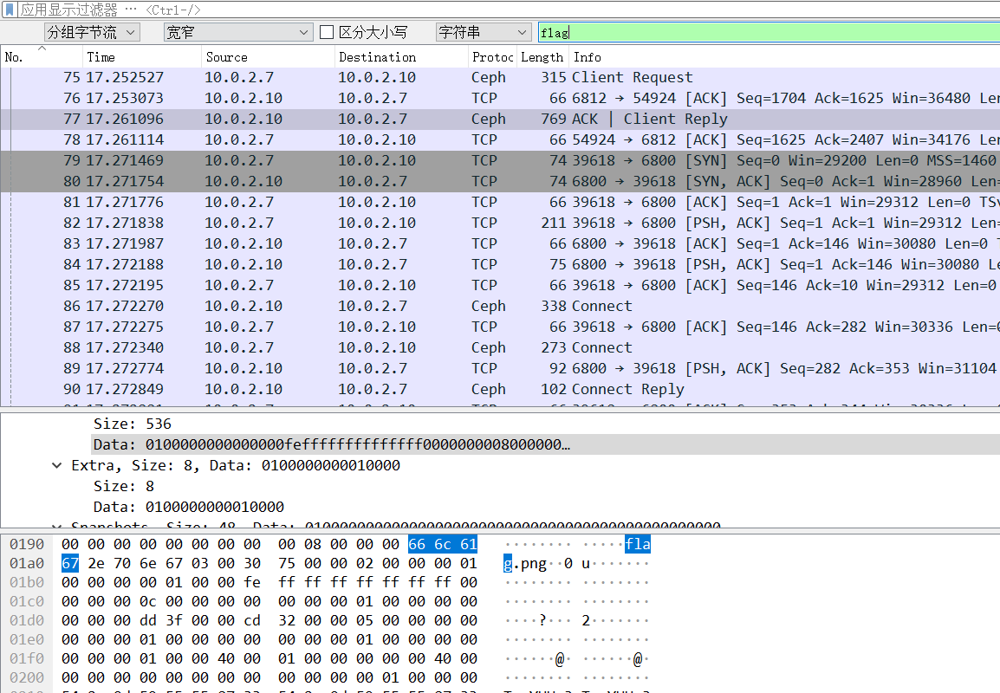 应用显示过滤器 ··· <Ctrl-/>
分组字节流 宽窄 区分大小写 字符串 flag
No. Time Source Destination Protoc Length Info
75 17.252527 10.0.2.7 10.0.2.10 Ceph 315 Client Request
76 17.253073 10.0.2.10 10.0.2.7 TCP 66 6812 → 54924 [ACK] Seq=1704 Ack=1625 Win=36480 Len
77 17.261096 10.0.2.10 10.0.2.7 Ceph 769 ACK | Client Reply
78 17.261114 10.0.2.7 10.0.2.10 TCP 66 54924 → 6812 [ACK] Seq=1625 Ack=2407 Win=34176 Len
79 17.271469 10.0.2.7 10.0.2.10 TCP 74 39618 → 6800 [SYN] Seq=0 Win=29200 Len=0 MSS=1460
80 17.271754 10.0.2.10 10.0.2.7 TCP 74 6800 → 39618 [SYN, ACK] Seq=0 Ack=1 Win=28960 Len=
81 17.271776 10.0.2.7 10.0.2.10 TCP 66 39618 → 6800 [ACK] Seq=1 Ack=1 Win=29312 Len=0 TSv
82 17.271838 10.0.2.7 10.0.2.10 TCP 211 39618 → 6800 [PSH, ACK] Seq=1 Ack=1 Win=29312 Len=
83 17.271987 10.0.2.10 10.0.2.7 TCP 66 6800 → 39618 [ACK] Seq=1 Ack=146 Win=30080 Len=0 T
84 17.272188 10.0.2.10 10.0.2.7 TCP 75 6800 → 39618 [PSH, ACK] Seq=1 Ack=146 Win=30080 Le
85 17.272195 10.0.2.7 10.0.2.10 TCP 66 39618 → 6800 [ACK] Seq=146 Ack=10 Win=29312 Len=0
86 17.272270 10.0.2.10 10.0.2.7 Ceph 338 Connect
87 17.272275 10.0.2.7 10.0.2.10 TCP 66 39618 → 6800 [ACK] Seq=146 Ack=282 Win=30336 Len=0
88 17.272340 10.0.2.7 10.0.2.10 Ceph 273 Connect
89 17.272774 10.0.2.10 10.0.2.7 TCP 92 6800 → 39618 [PSH, ACK] Seq=282 Ack=353 Win=31104
90 17.272849 10.0.2.10 10.0.2.7 Ceph 102 Connect Reply
Size: 536
Data: 0100000000000000feffffffffffffff0000000008000000…
Extra, Size: 8, Data: 0100000000010000
Size: 8
Data: 0100000000010000
0190 00 00 00 00 00 00 00 00 00 08 00 00 00 66 6c 61 ········ ·····fla
01a0 67 2e 70 6e 67 03 00 30 75 00 00 02 00 00 00 01 g.png··0 u·······
01b0 00 00 00 00 01 00 00 fe ff ff ff ff ff ff ff 00 ········ ········
01c0 00 00 00 0c 00 00 00 00 00 00 00 01 00 00 00 00 ········ ········
01d0 00 00 00 dd 3f 00 00 cd 32 00 00 05 00 00 00 00 ····?··· 2·······
01e0 00 00 00 01 00 00 00 00 00 00 00 01 00 00 00 00 ········ ········
01f0 00 00 00 01 00 00 40 00 01 00 00 00 00 00 40 00 ······@· ······@·
0200 00 00 00 00 00 00 00 00 00 00 00 00 01 00 00 00 ········ ········